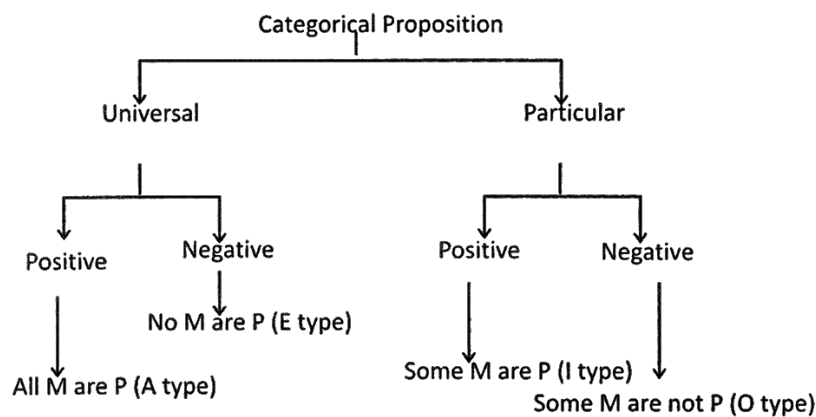 Categorical Proposition
Universal
Particular
Positive
Negative
Positive
Negative
No M are P (E type)
All M are P (A type)
Some M are P (I type)
Some M are not P (O type)